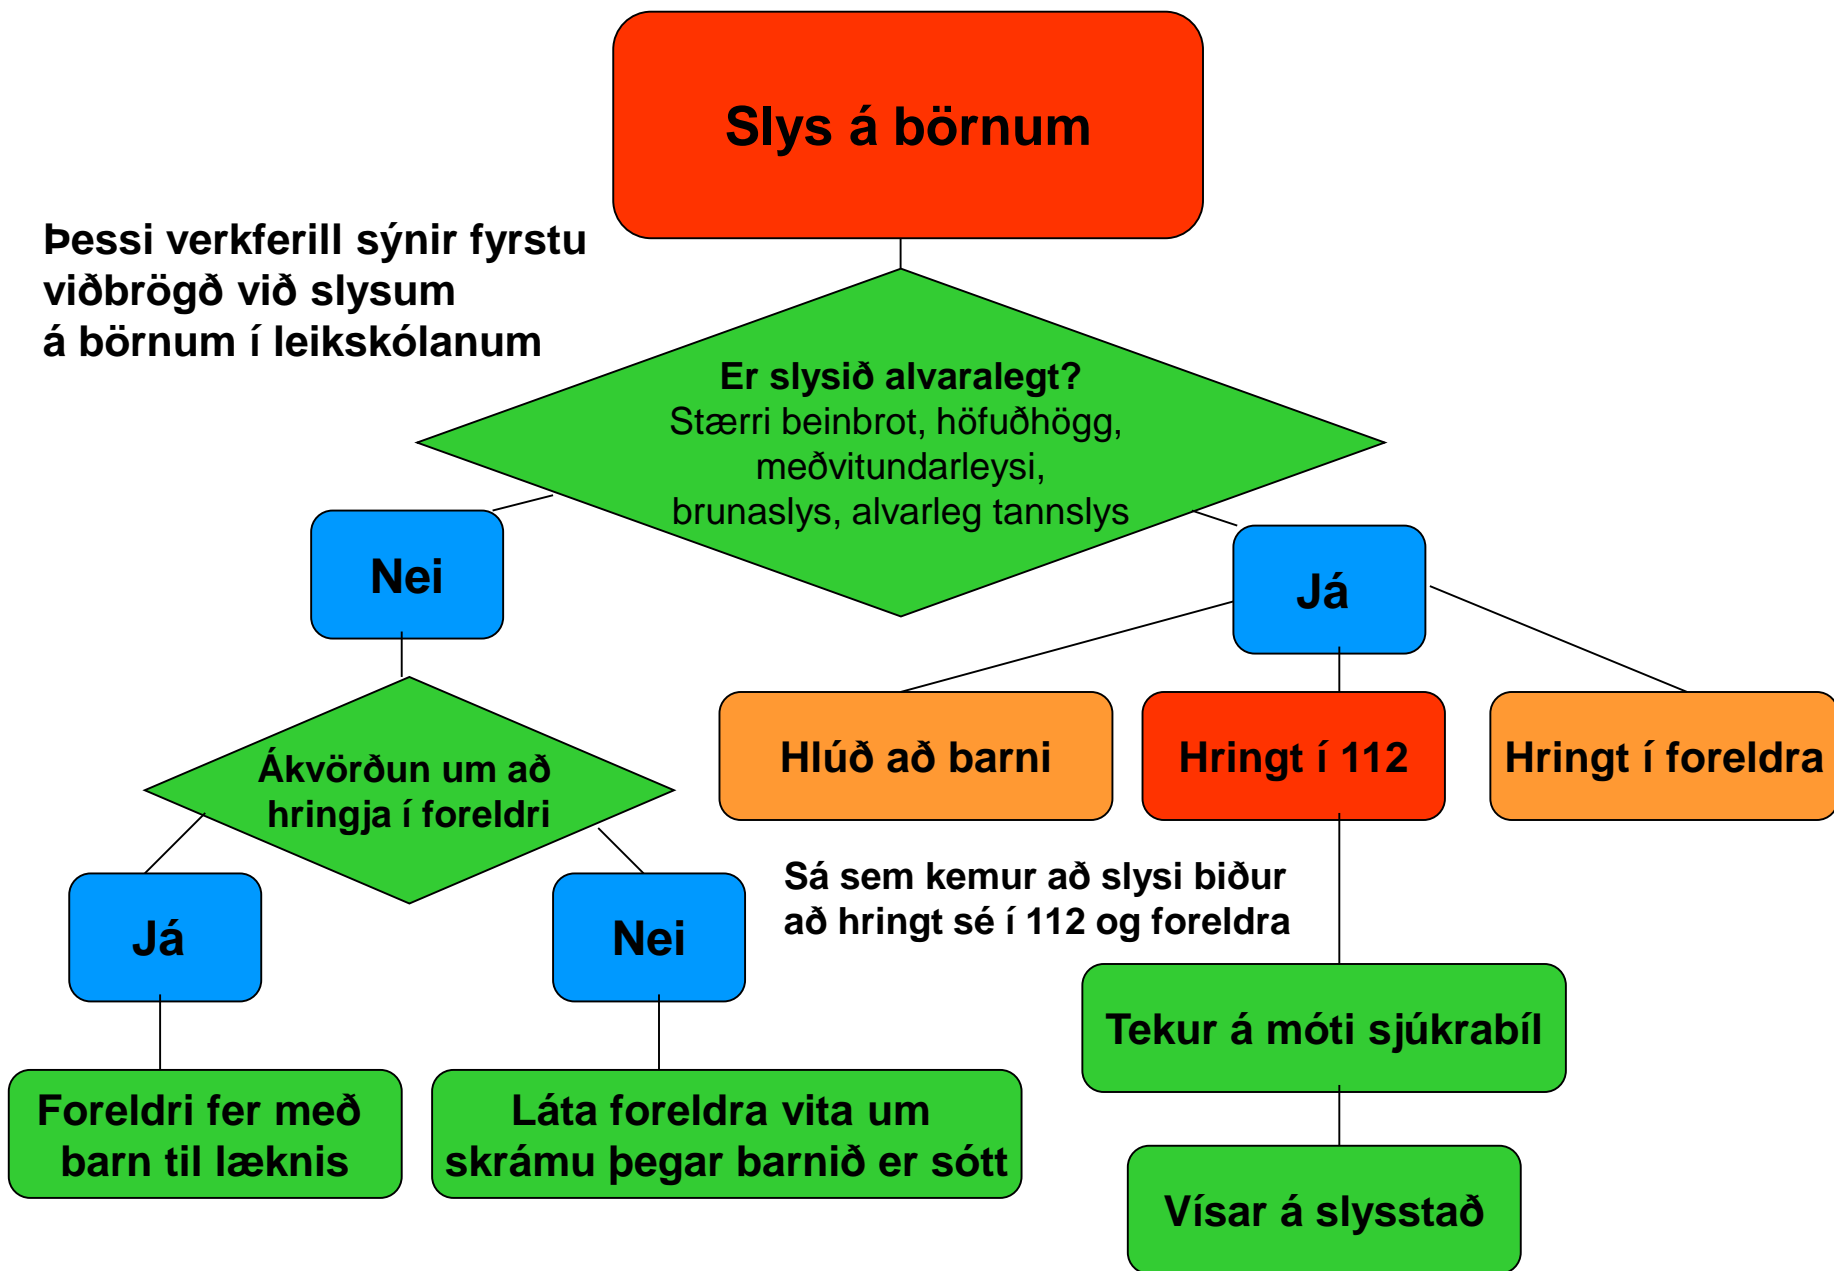 Slys á börnum
Þessi verkferill sýnir fyrstu
viðbrögð við slysum
á börnum í leikskólanum
Er slysið alvaralegt?
Stærri beinbrot, höfuðhögg,
meðvitundarleysi,
brunaslys, alvarleg tannslys
Nei
Já
Ákvörðun um að
hringja í foreldri
Hlúð að barni
Hringt í 112
Hringt í foreldra
Já
Nei
Sá sem kemur að slysi biður
að hringt sé í 112 og foreldra
Tekur á móti sjúkrabíl
Foreldri fer með
barn til læknis
Láta foreldra vita um
skrámu þegar barnið er sótt
Vísar á slysstað